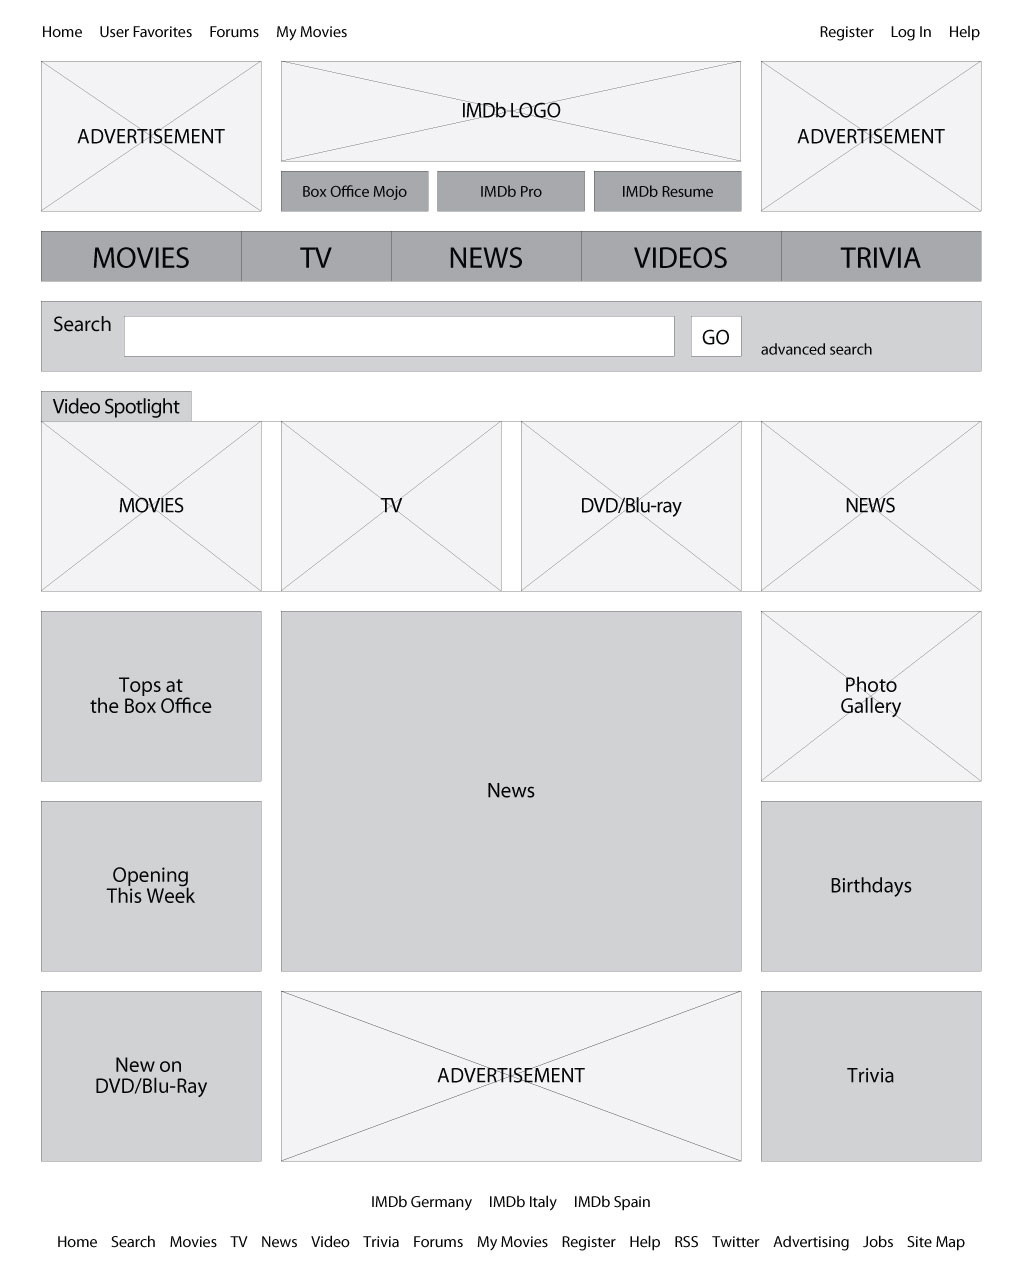 Home User Favorites Forums My Movies Register Log In Help
ADVERTISEMENT
IMDb LOGO
ADVERTISEMENT
Box Office Mojo IMDb Pro IMDb Resume
MOVIES TV NEWS VIDEOS TRIVIA
Search
GO
advanced search
Video Spotlight
MOVIES TV DVD/Blu-ray NEWS
Tops at
the Box Office
News
Photo
Gallery
Opening
This Week
Birthdays
New on
DVD/Blu-Ray
ADVERTISEMENT
Trivia
IMDb Germany IMDb Italy IMDb Spain
Home Search Movies TV News Video Trivia Forums My Movies Register Help RSS Twitter Advertising Jobs Site Map